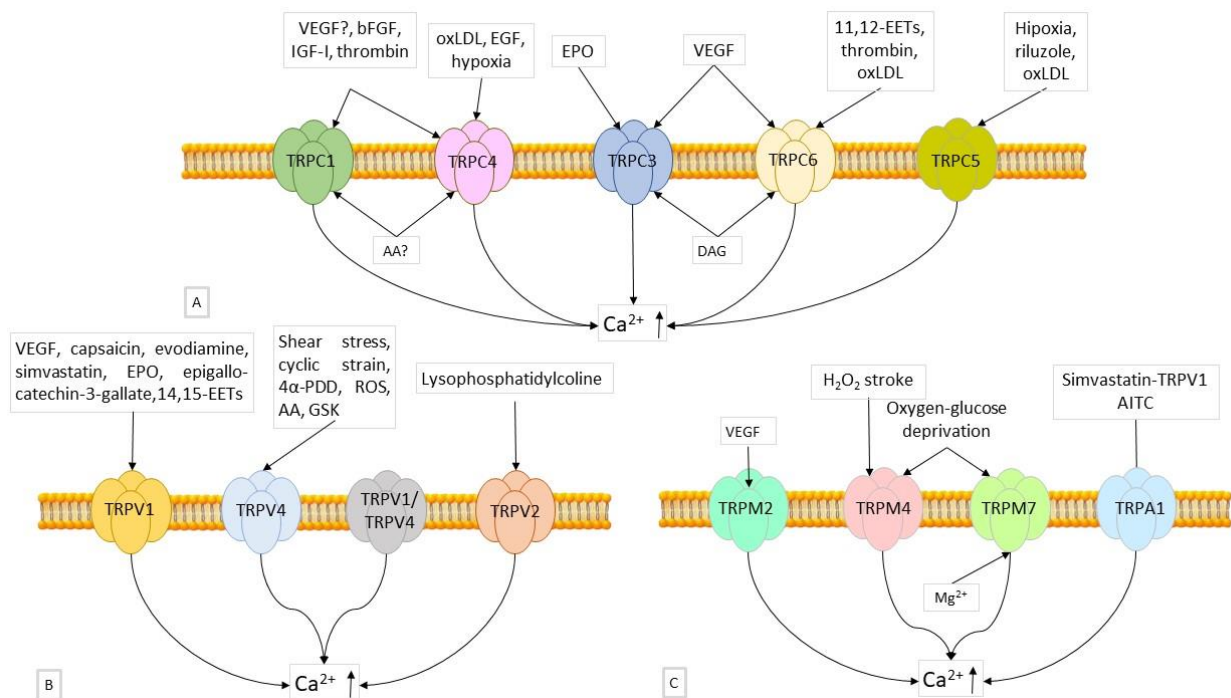 VEGF?, bFGF,
IGF-I, thrombin
oxLDL, EGF,
hypoxia
EPO
VEGF
11,12-EETs,
thrombin,
oxLDL
Hipoxia,
riluzole,
oxLDL
TRPC1
TRPC4
TRPC3
TRPC6
TRPC5
AA?
DAG
A
Ca²⁺ ↑
VEGF, capsaicin, evodiamine,
simvastatin, EPO, epigallo-
catechin-3-gallate,14,15-EETs
Shear stress,
cyclic strain,
4α-PDD, ROS,
AA, GSK
Lysophosphatidylcoline
TRPV1
TRPV4
TRPV1/
TRPV4
TRPV2
B
Ca²⁺ ↑
VEGF
H₂O₂ stroke
Oxygen-glucose
deprivation
Simvastatin-TRPV1
AITC
TRPM2
TRPM4
TRPM7
TRPA1
Mg²⁺
C
Ca²⁺ ↑